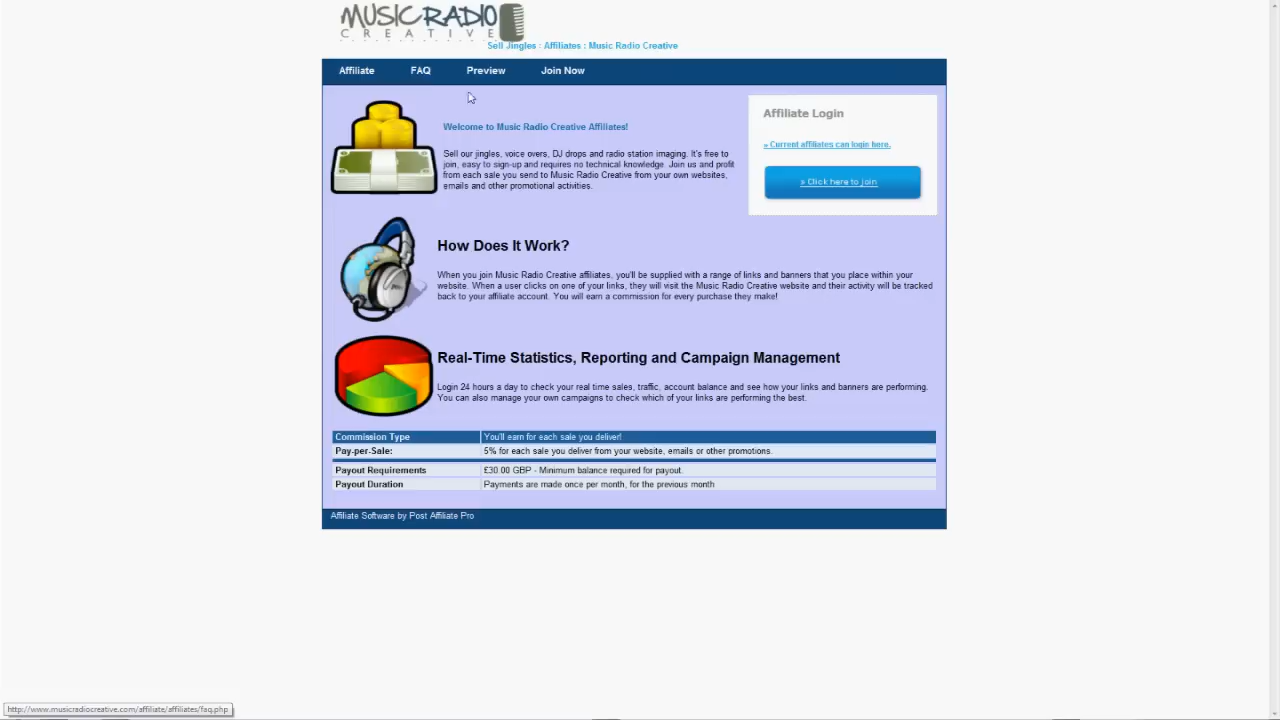 MUSICRADIO
CREATIVE
Sell Jingles : Affiliates : Music Radio Creative
Affiliate FAQ Preview Join Now
Welcome to Music Radio Creative Affiliates!
Sell our jingles, voice overs, DJ drops and radio station imaging. It's free to
join, easy to sign-up and requires no technical knowledge. Join us and profit
from each sale you send to Music Radio Creative from your own websites,
emails and other promotional activities.
Affiliate Login
» Current affiliates can login here.
» Click here to join
How Does It Work?
When you join Music Radio Creative affiliates, you'll be supplied with a range of links and banners that you place within your
website. When a user clicks on one of your links, they will visit the Music Radio Creative website and their activity will be tracked
back to your affiliate account. You will earn a commission for every purchase they make!
Real-Time Statistics, Reporting and Campaign Management
Login 24 hours a day to check your real time sales, traffic, account balance and see how your links and banners are performing.
You can also manage your own campaigns to check which of your links are performing the best.
Commission Type You'll earn for each sale you deliver!
Pay-per-Sale: 5% for each sale you deliver from your website, emails or other promotions.
Payout Requirements £30.00 GBP - Minimum balance required for payout.
Payout Duration Payments are made once per month, for the previous month
Affiliate Software by Post Affiliate Pro
http://www.musicradiocreative.com/affiliate/affiliates/faq.php